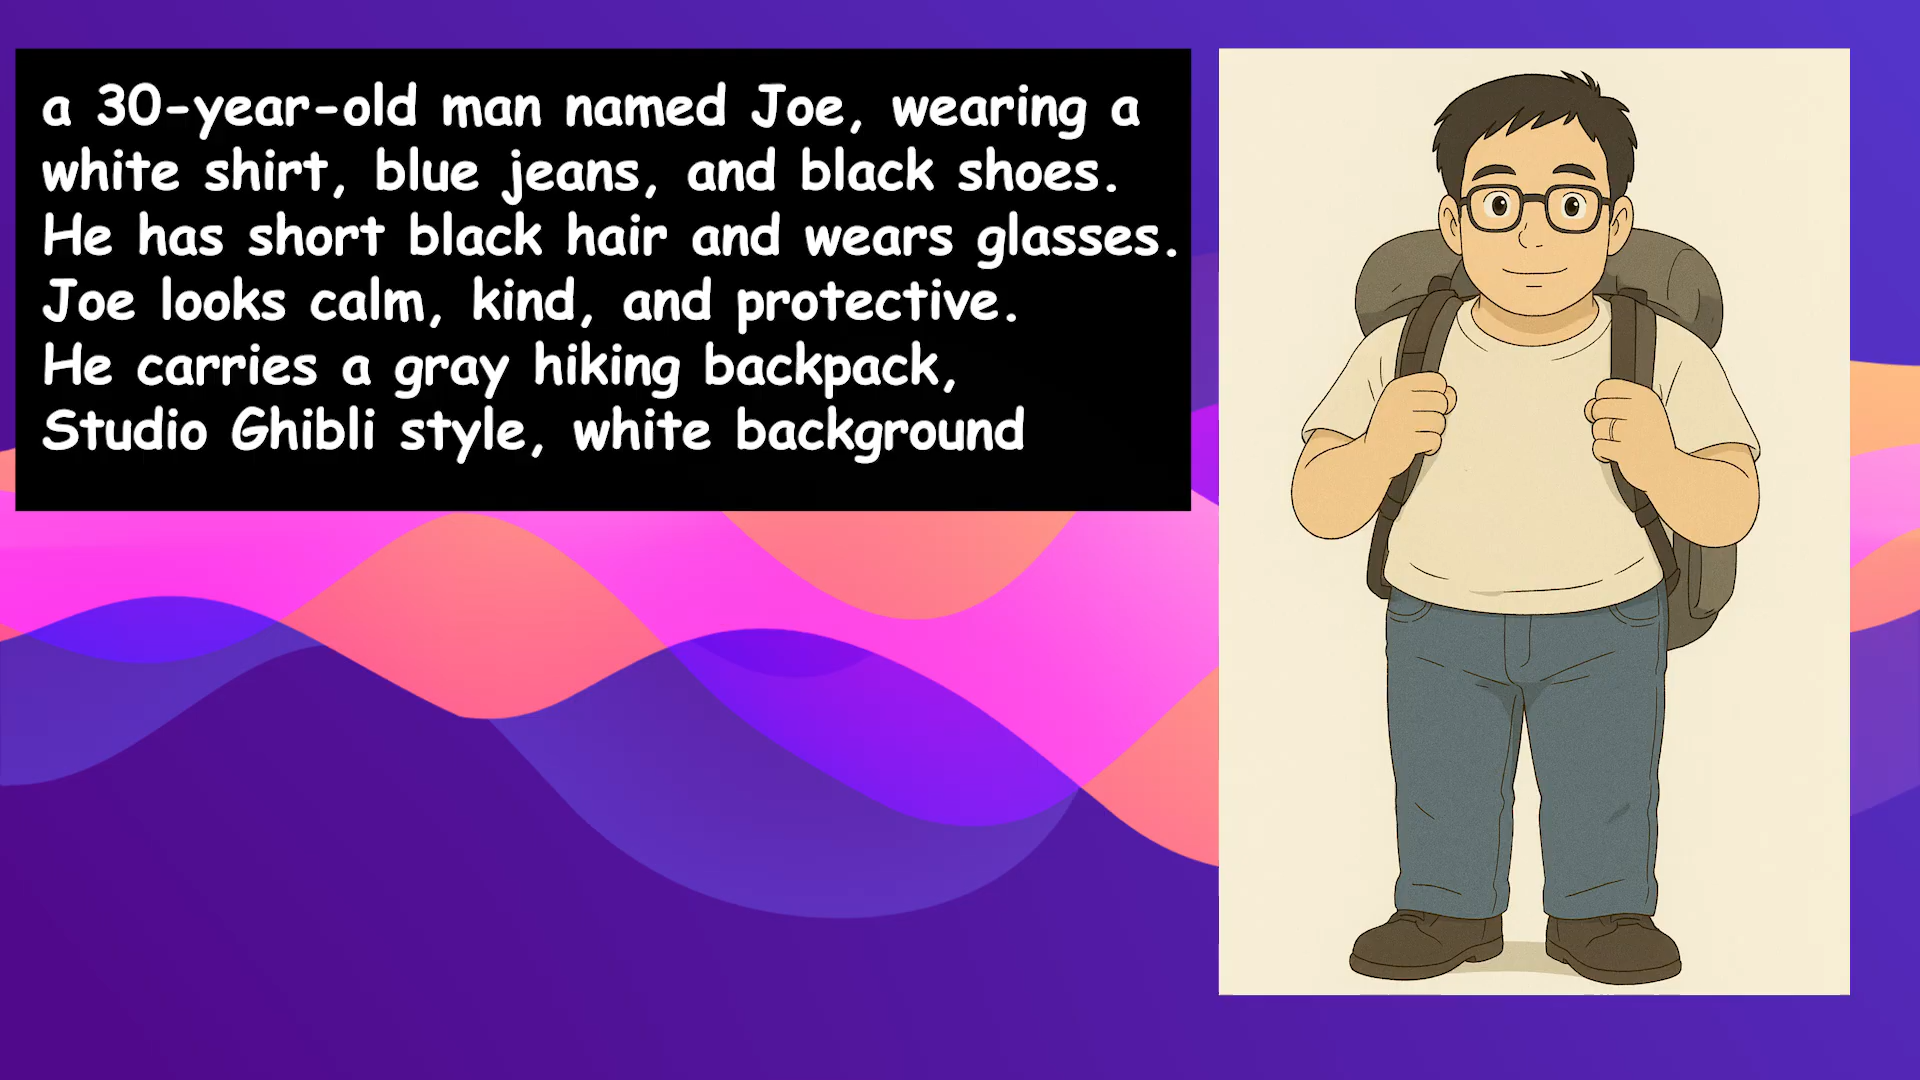 a 30-year-old man named Joe, wearing a
white shirt, blue jeans, and black shoes.
He has short black hair and wears glasses.
Joe looks calm, kind, and protective.
He carries a gray hiking backpack,
Studio Ghibli style, white background